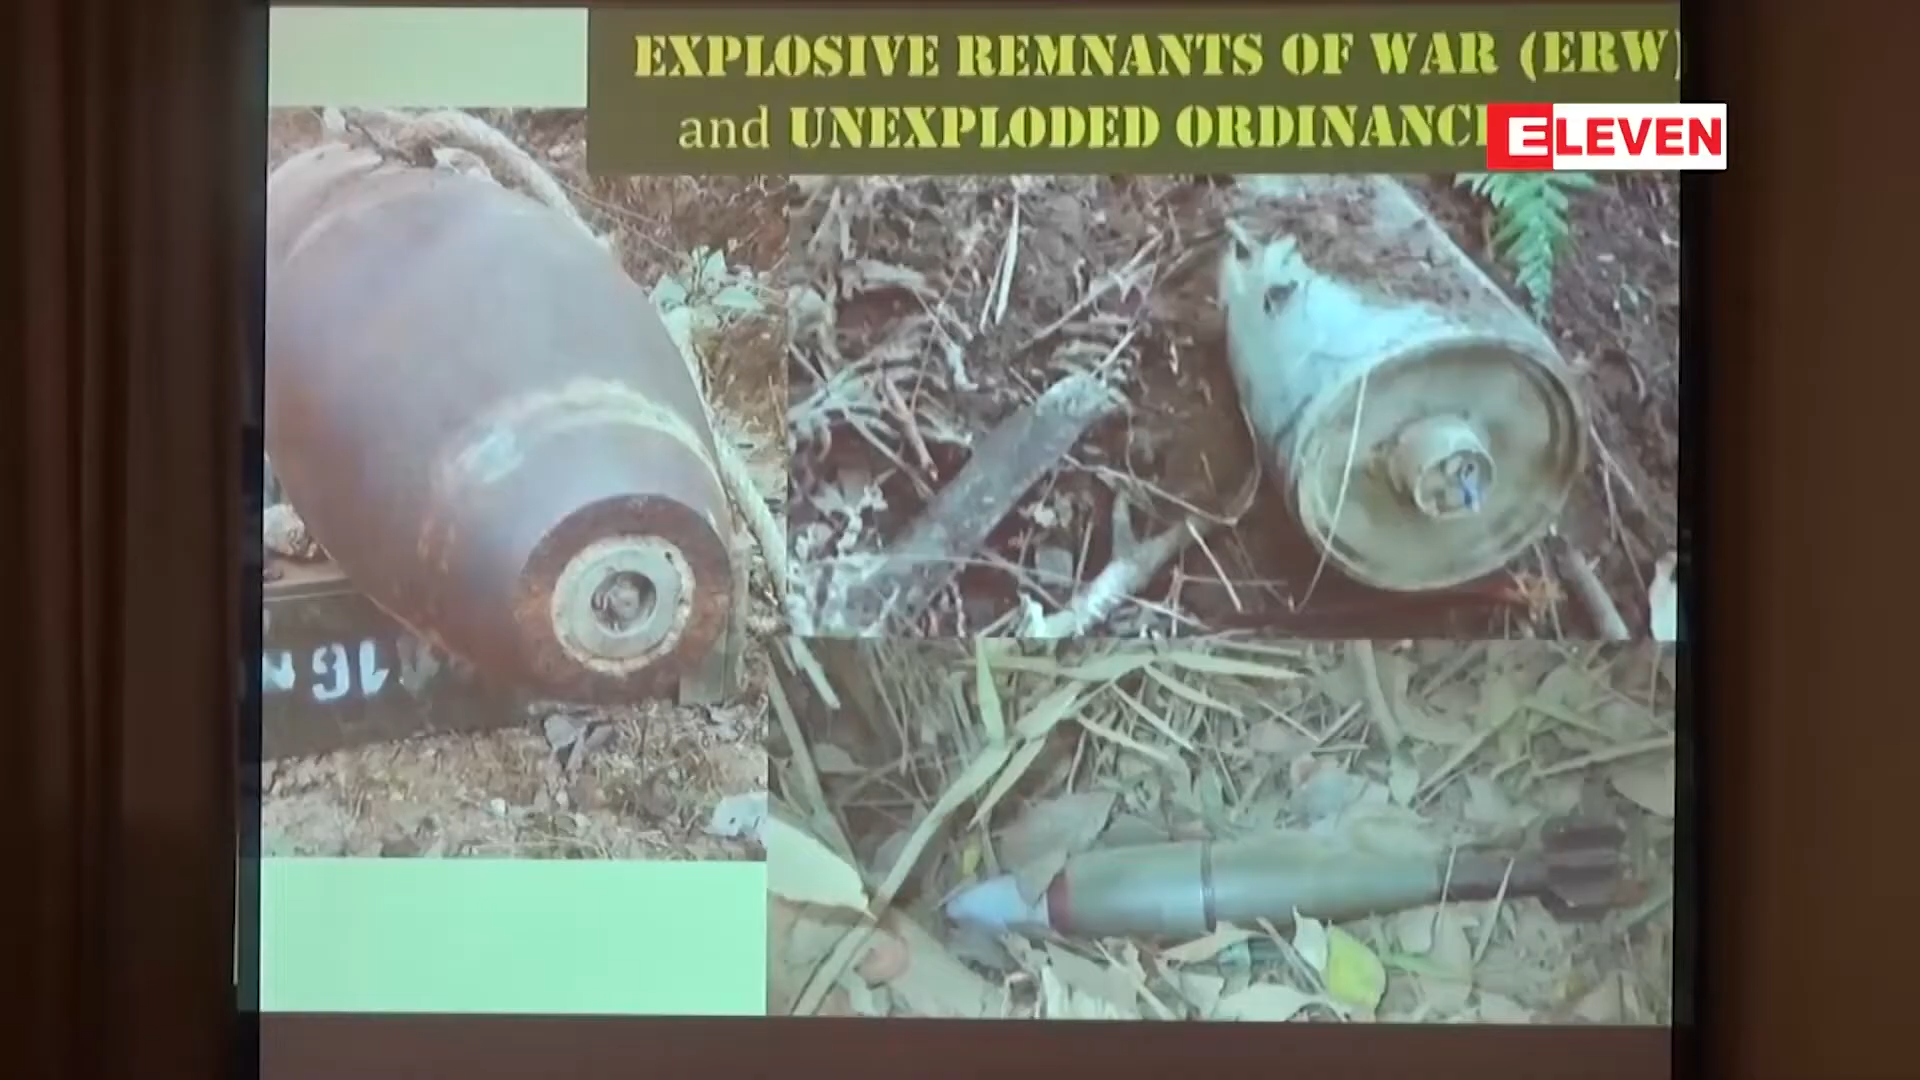 EXPLOSIVE REMNANTS OF WAR (ERW)
and UNEXPLODED ORDINANC
ELEVEN